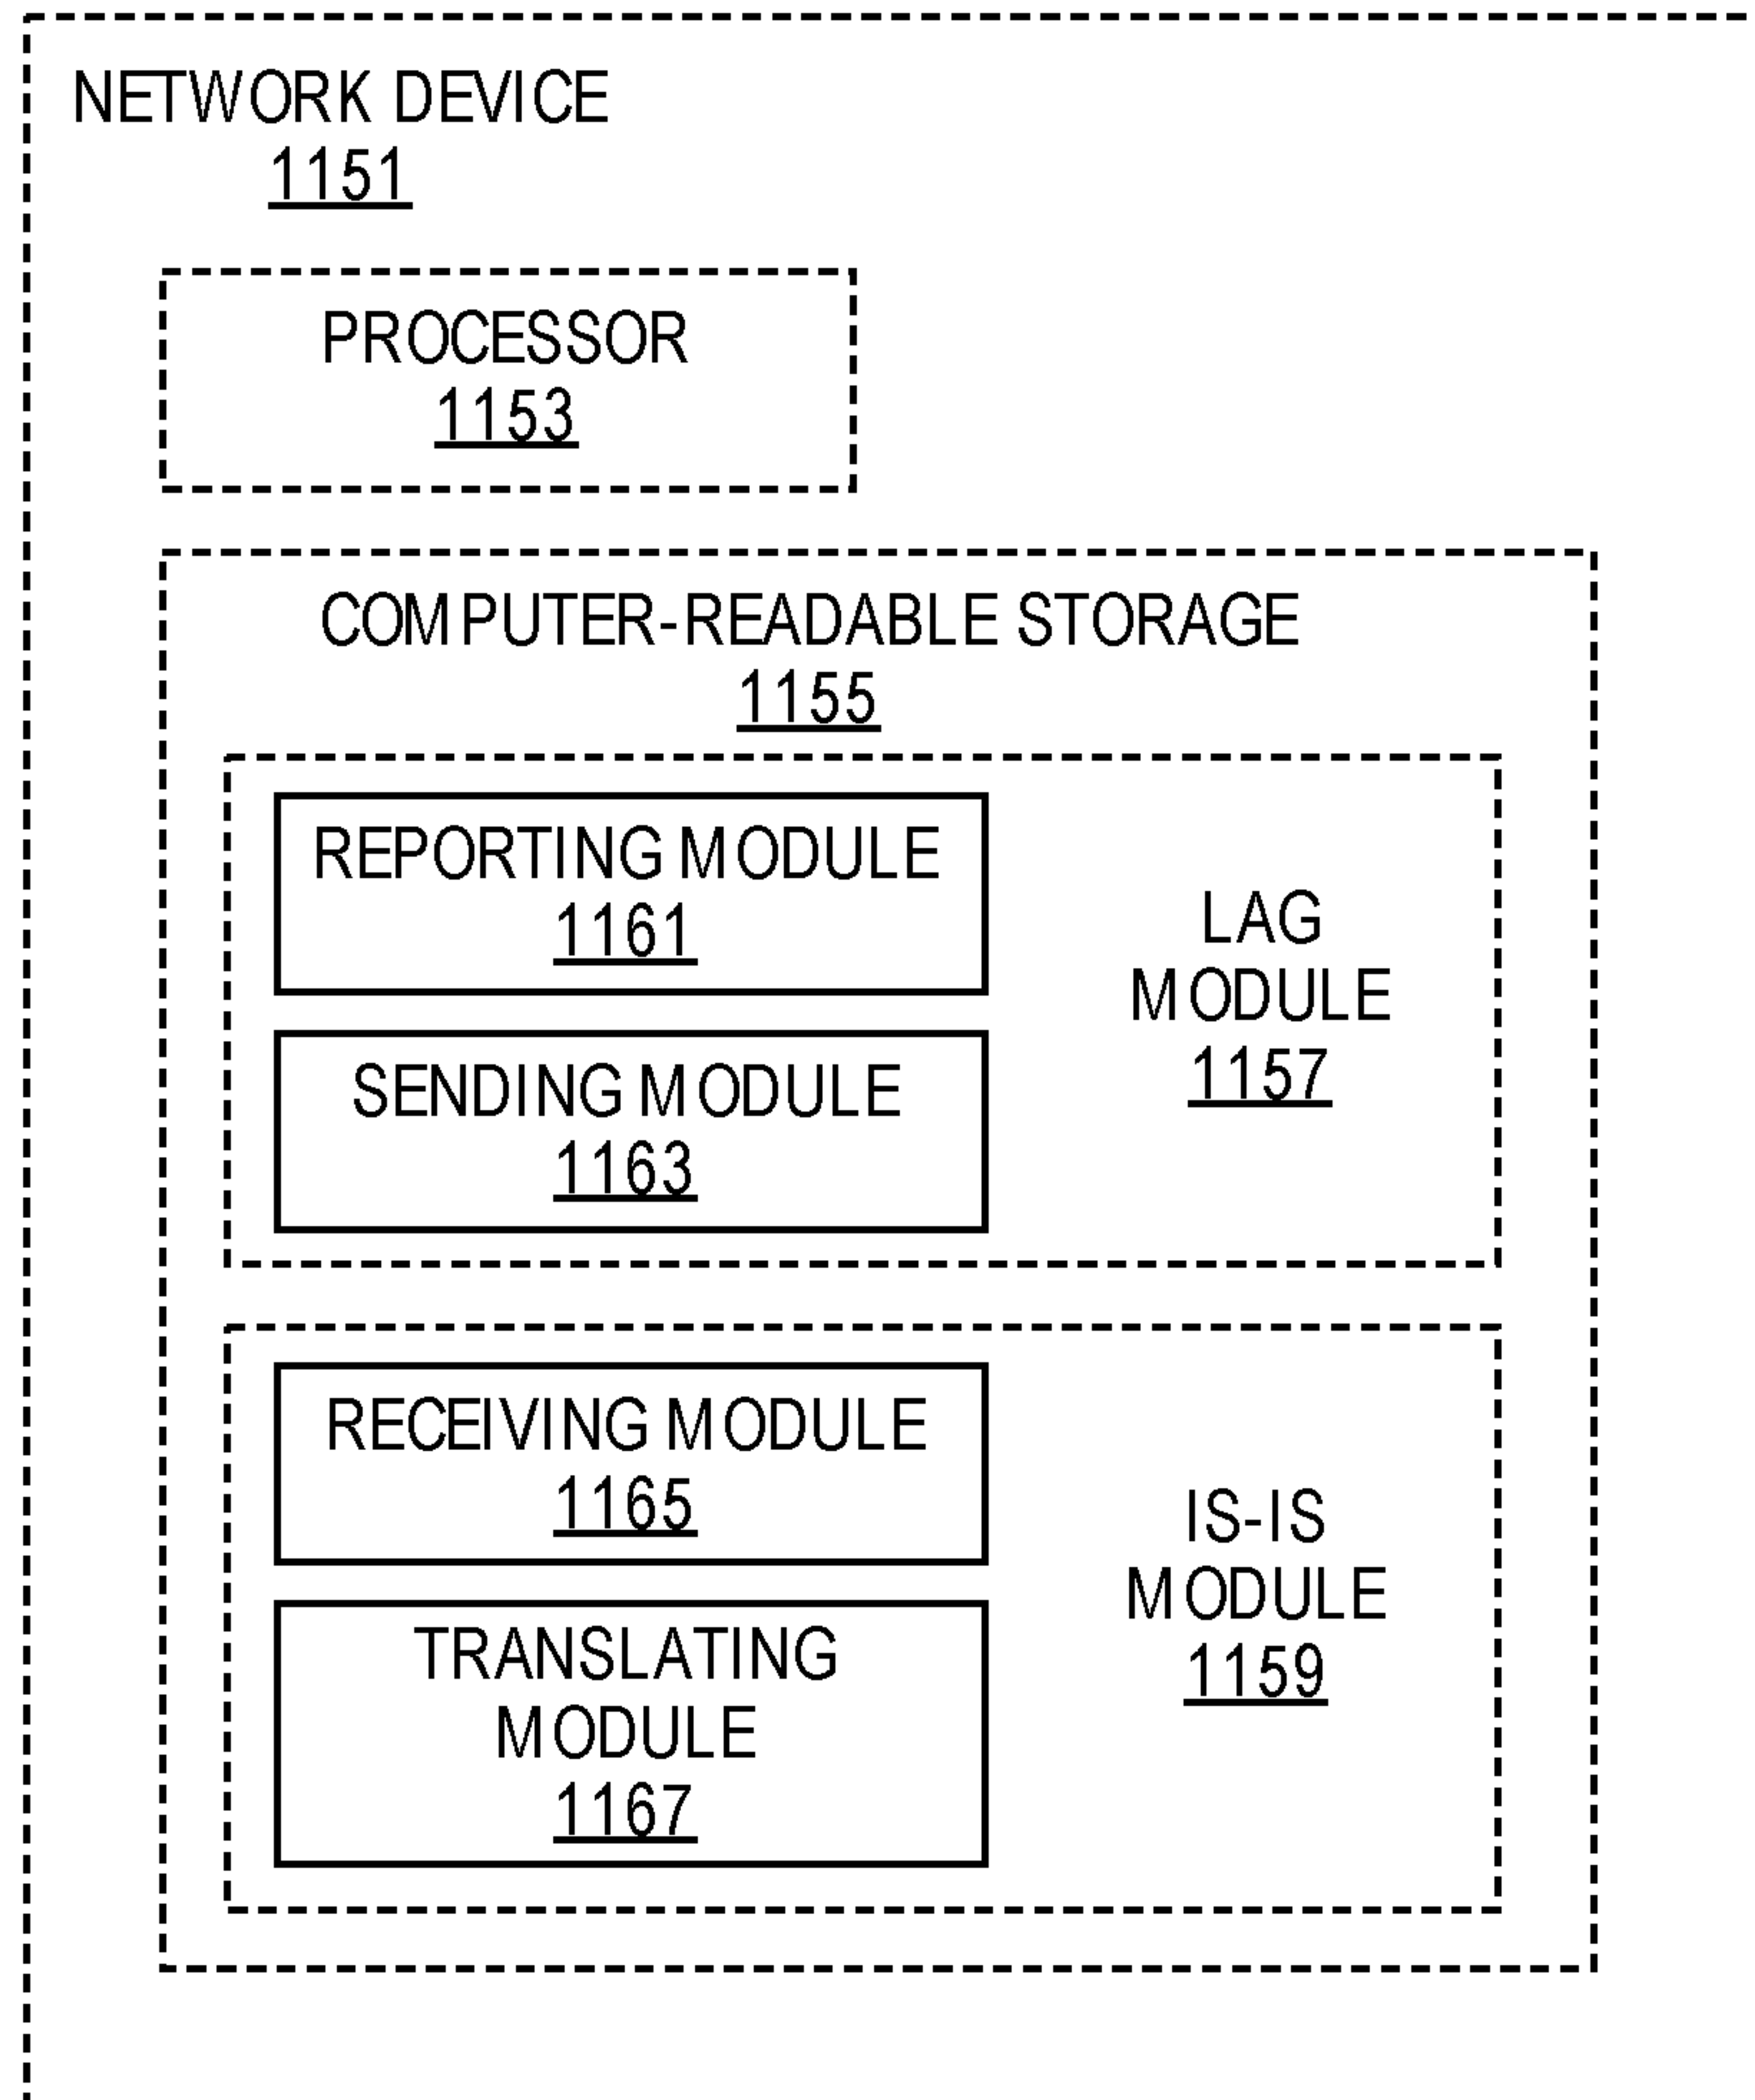 NETWORK DEVICE
1151
PROCESSOR
1153
COMPUTER-READABLE STORAGE
1155
REPORTING MODULE
1161
SENDING MODULE
1163
LAG
MODULE
1157
RECEIVING MODULE
1165
TRANSLATING
MODULE
1167
IS-IS
MODULE
1159